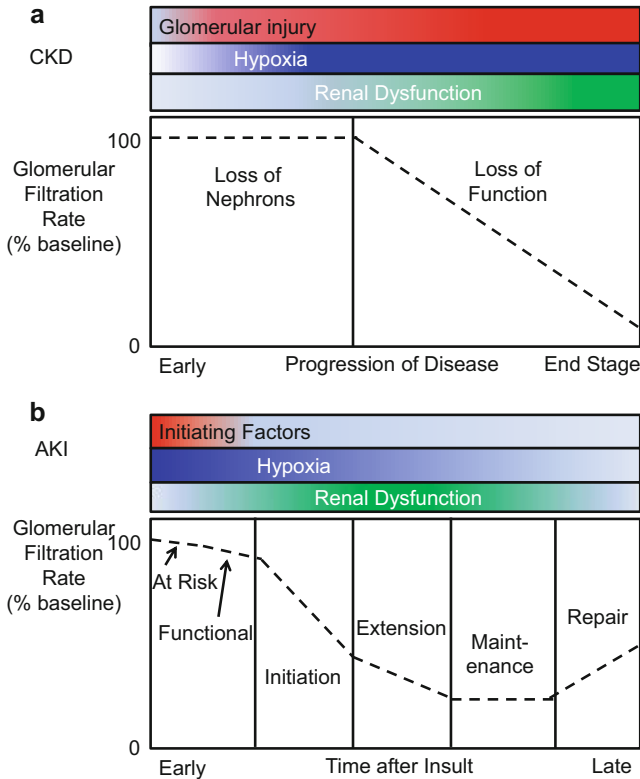 a
CKD
Glomerular injury
Hypoxia
Renal Dysfunction
Glomerular
Filtration
Rate
(% baseline)
100
0
Loss of
Nephrons
Loss of
Function
Early
Progression of Disease
End Stage
b
AKI
Initiating Factors
Hypoxia
Renal Dysfunction
Glomerular
Filtration
Rate
(% baseline)
100
0
At Risk
Functional
Initiation
Extension
Maint-
enance
Repair
Early
Time after Insult
Late